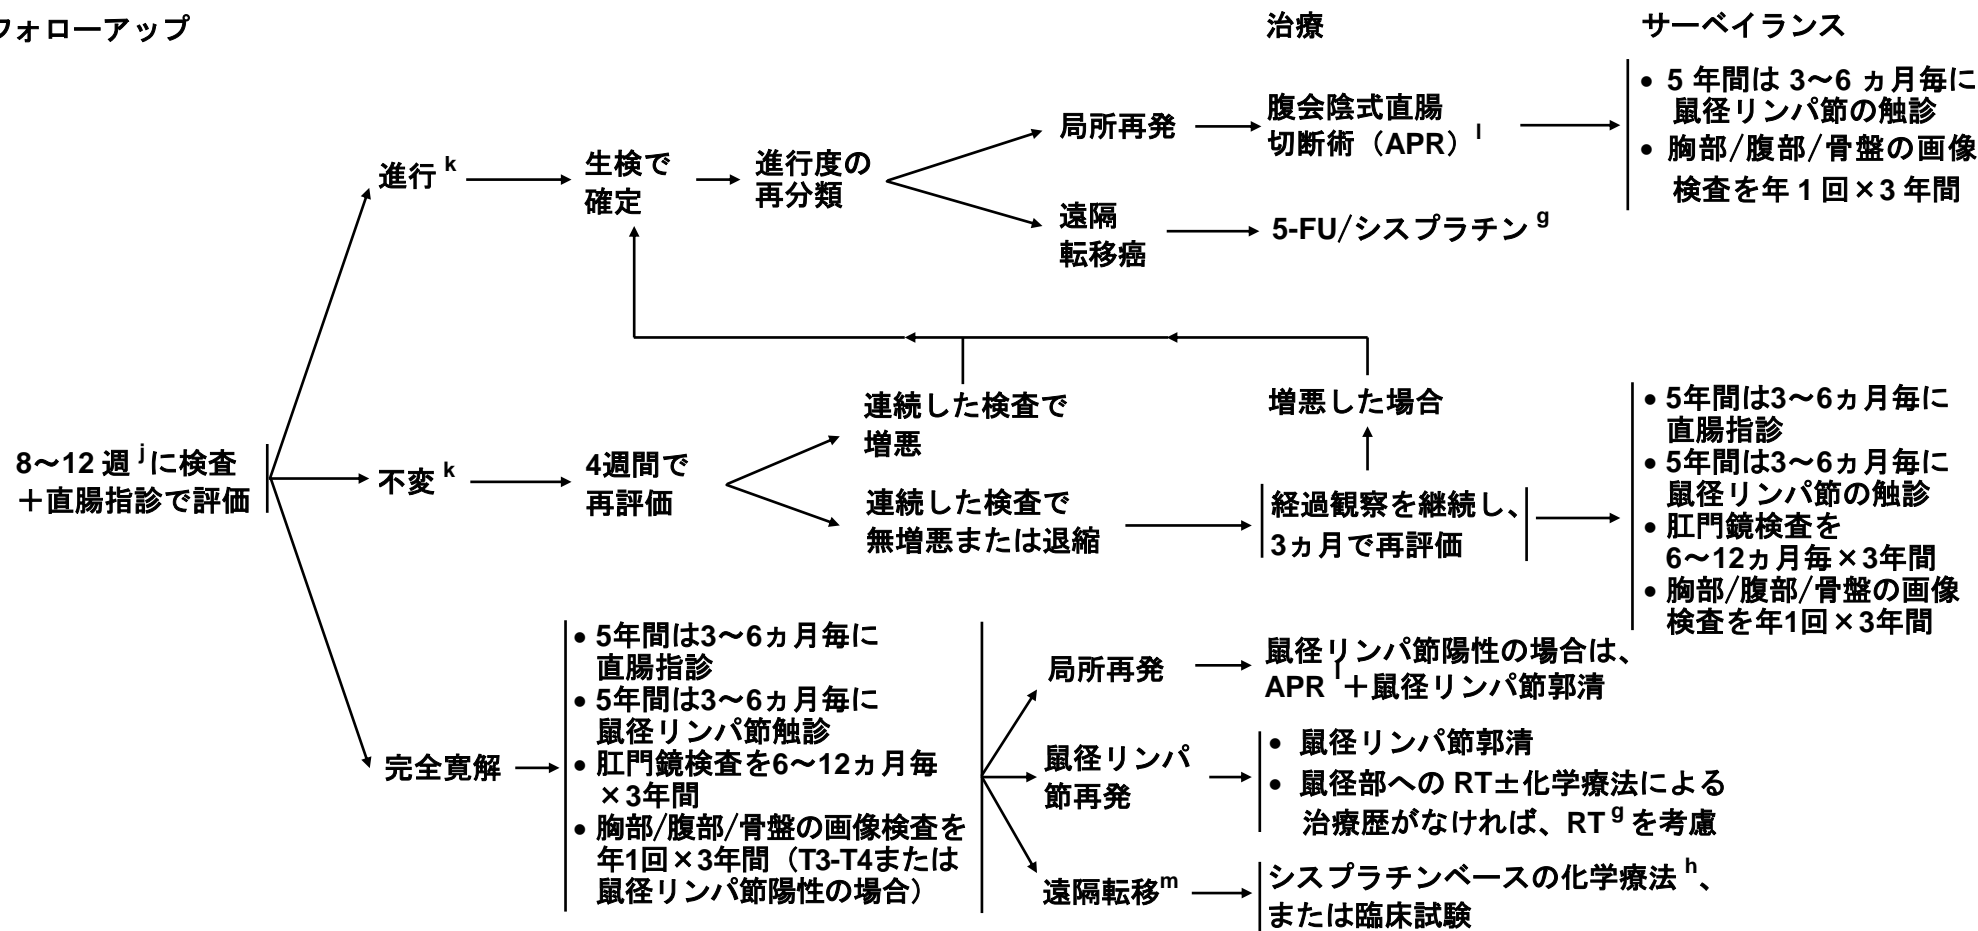 フォローアップ
治療
サーベイランス
8～12 週 j に検査
＋直腸指診で評価
進行 k
生検で
確定
進行度の
再分類
局所再発
腹会陰式直腸
切断術（APR） l
• 5 年間は 3～6 ヵ月毎に
鼠径リンパ節の触診
• 胸部/腹部/骨盤の画像
検査を年 1 回×3 年間
遠隔
転移癌
5-FU/シスプラチン g
不変 k
4週間で
再評価
連続した検査で
増悪
連続した検査で
無増悪または退縮
増悪した場合
経過観察を継続し、
3ヵ月で再評価
• 5年間は3～6ヵ月毎に
直腸指診
• 5年間は3～6ヵ月毎に
鼠径リンパ節の触診
• 肛門鏡検査を
6～12ヵ月毎×3年間
• 胸部/腹部/骨盤の画像
検査を年1回×3年間
完全寛解
• 5年間は3～6ヵ月毎に
直腸指診
• 5年間は3～6ヵ月毎に
鼠径リンパ節触診
• 肛門鏡検査を6～12ヵ月毎
×3年間
• 胸部/腹部/骨盤の画像検査を
年1回×3年間（T3-T4または
鼠径リンパ節陽性の場合）
局所再発
鼠径リンパ節陽性の場合は、
APR l ＋鼠径リンパ節郭清
鼠径リンパ
節再発
• 鼠径リンパ節郭清
• 鼠径部への RT±化学療法による
治療歴がなければ、RT g を考慮
遠隔転移m
シスプラチンベースの化学療法 h、
または臨床試験